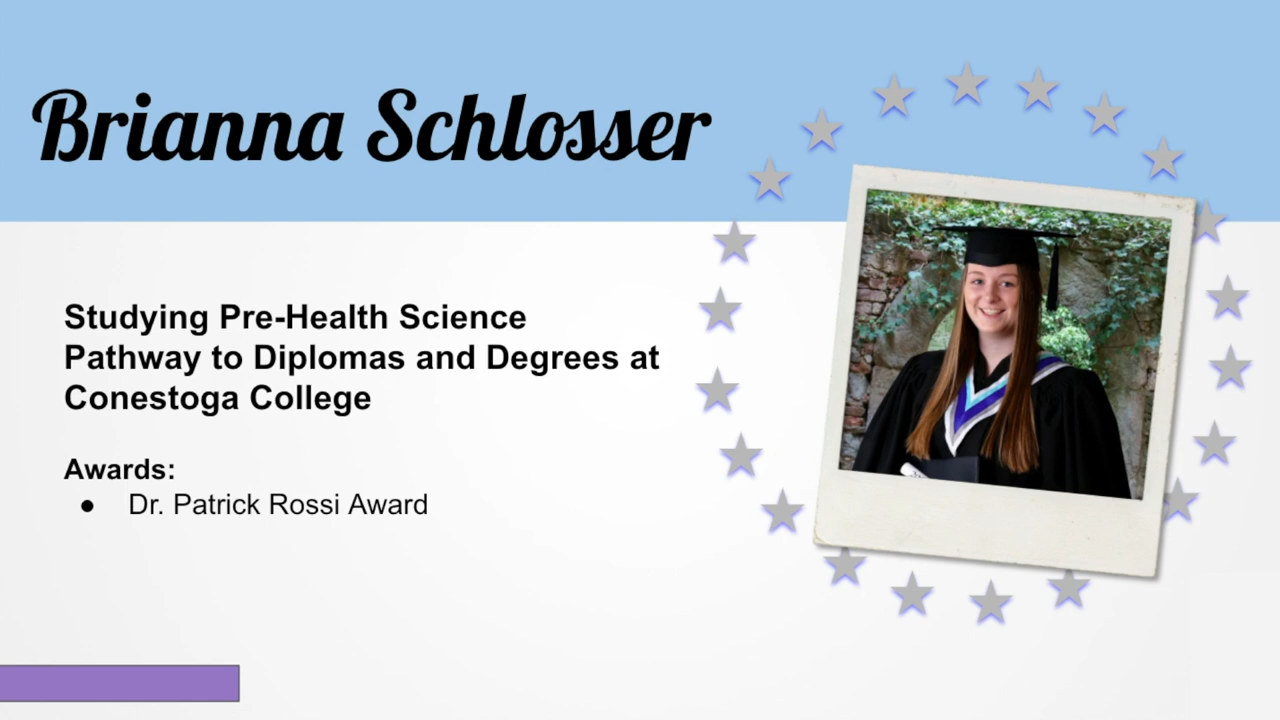 Brianna Schlosser
Studying Pre-Health Science
Pathway to Diplomas and Degrees at
Conestoga College
Awards:
● Dr. Patrick Rossi Award